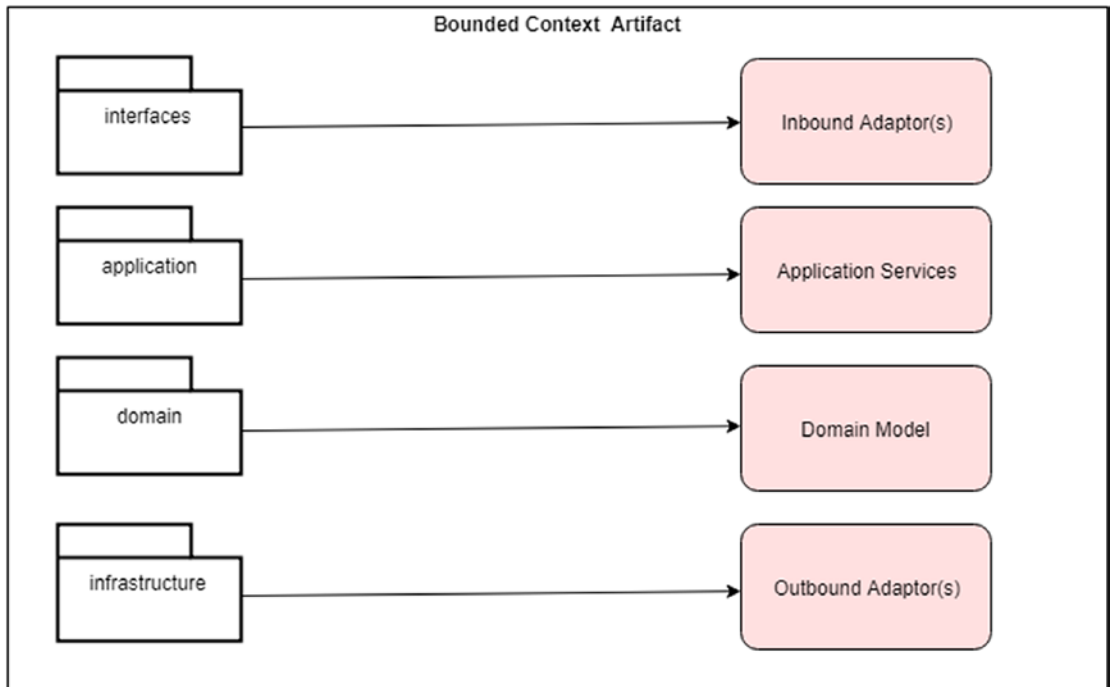 Bounded Context Artifact
interfaces
Inbound Adaptor(s)
application
Application Services
domain
Domain Model
infrastructure
Outbound Adaptor(s)